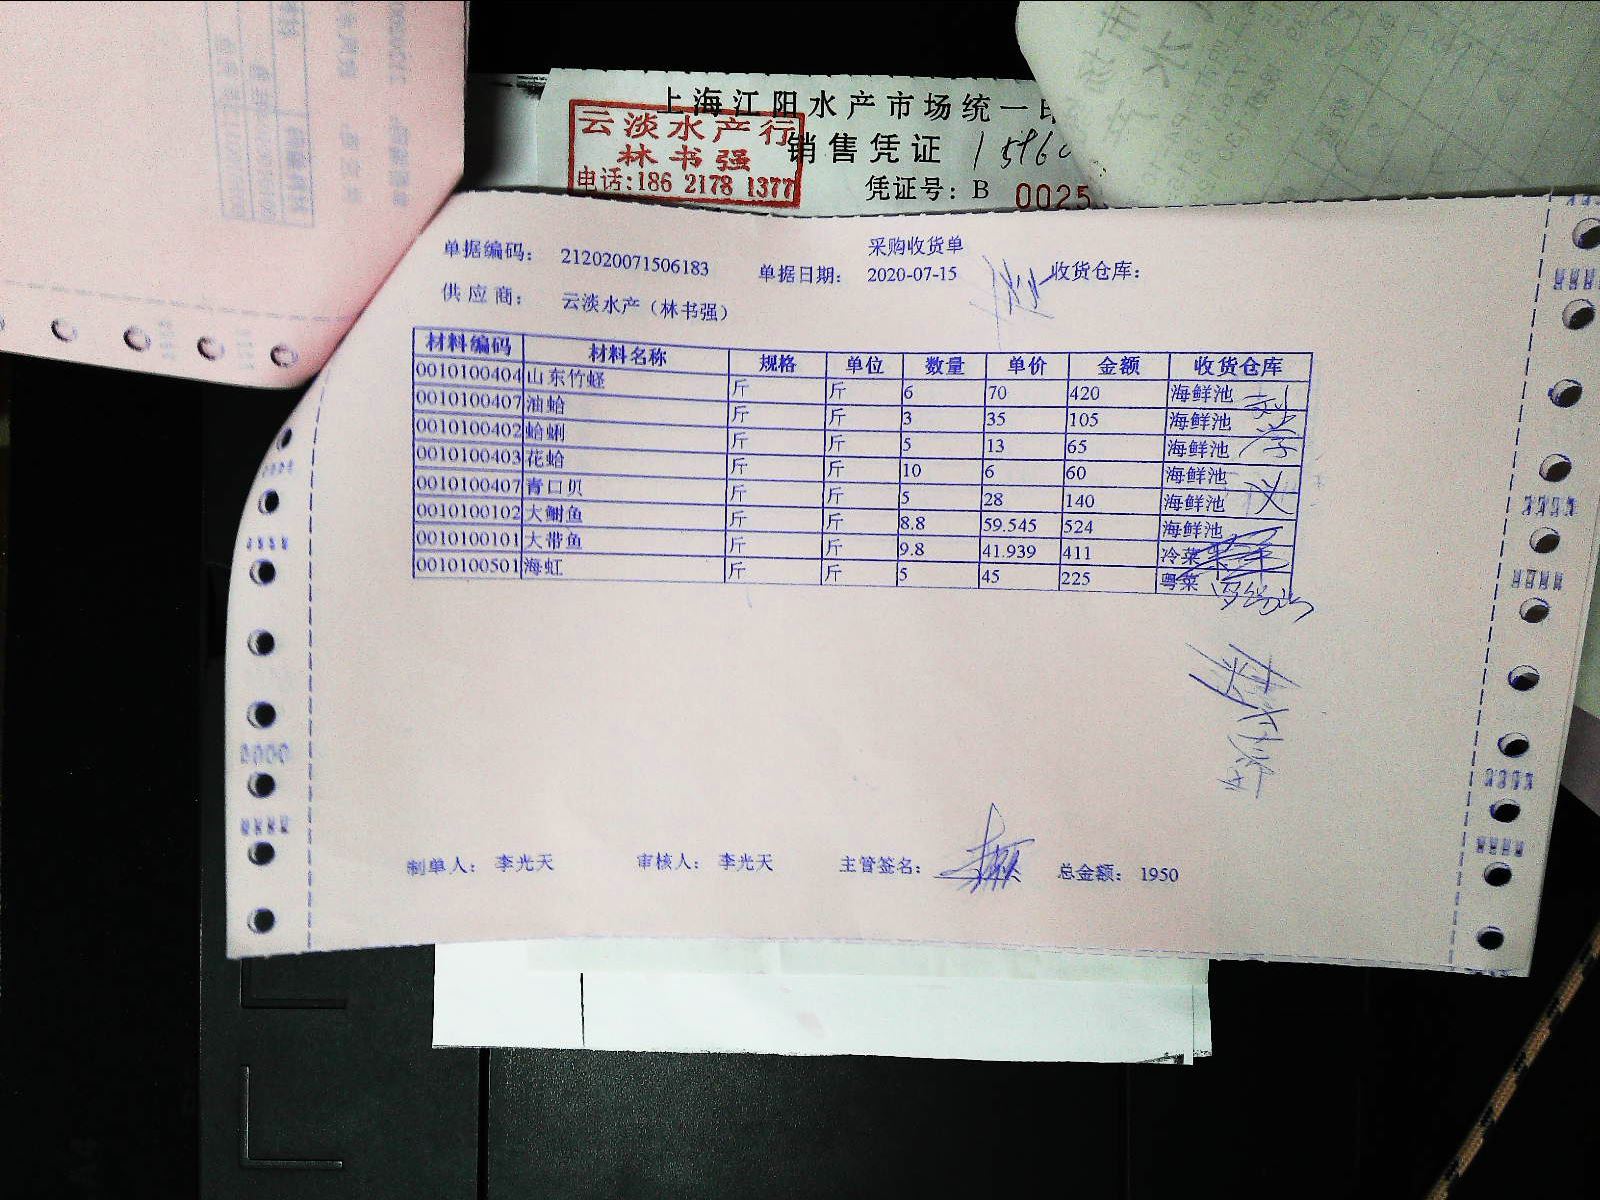 上海江阳水产市场统一
云淡水产行
林书强
电话:186 2178 1377
销售凭证
凭证号: B 0025
采购收货单
单据编码: 212020071506183 单据日期: 2020-07-15 收货仓库:
供应商: 云淡水产（林书强）
材料编码 材料名称 规格 单位 数量 单价 金额 收货仓库
0010100404 山东竹蛏 斤 斤 6 70 420 海鲜池
0010100407 油蛤 斤 斤 3 35 105 海鲜池
0010100402 蛤蜊 斤 斤 5 13 65 海鲜池
0010100403 花蛤 斤 斤 10 6 60 海鲜池
0010100407 青口贝 斤 斤 5 28 140 海鲜池
0010100102 大鲥鱼 斤 斤 8.8 59.545 524 海鲜池
0010100101 大带鱼 斤 斤 9.8 41.939 411 冷菜
0010100501 海虹 斤 斤 5 45 225 粤菜
制单人: 李光天 审核人: 李光天 主管签名: 总金额: 1950